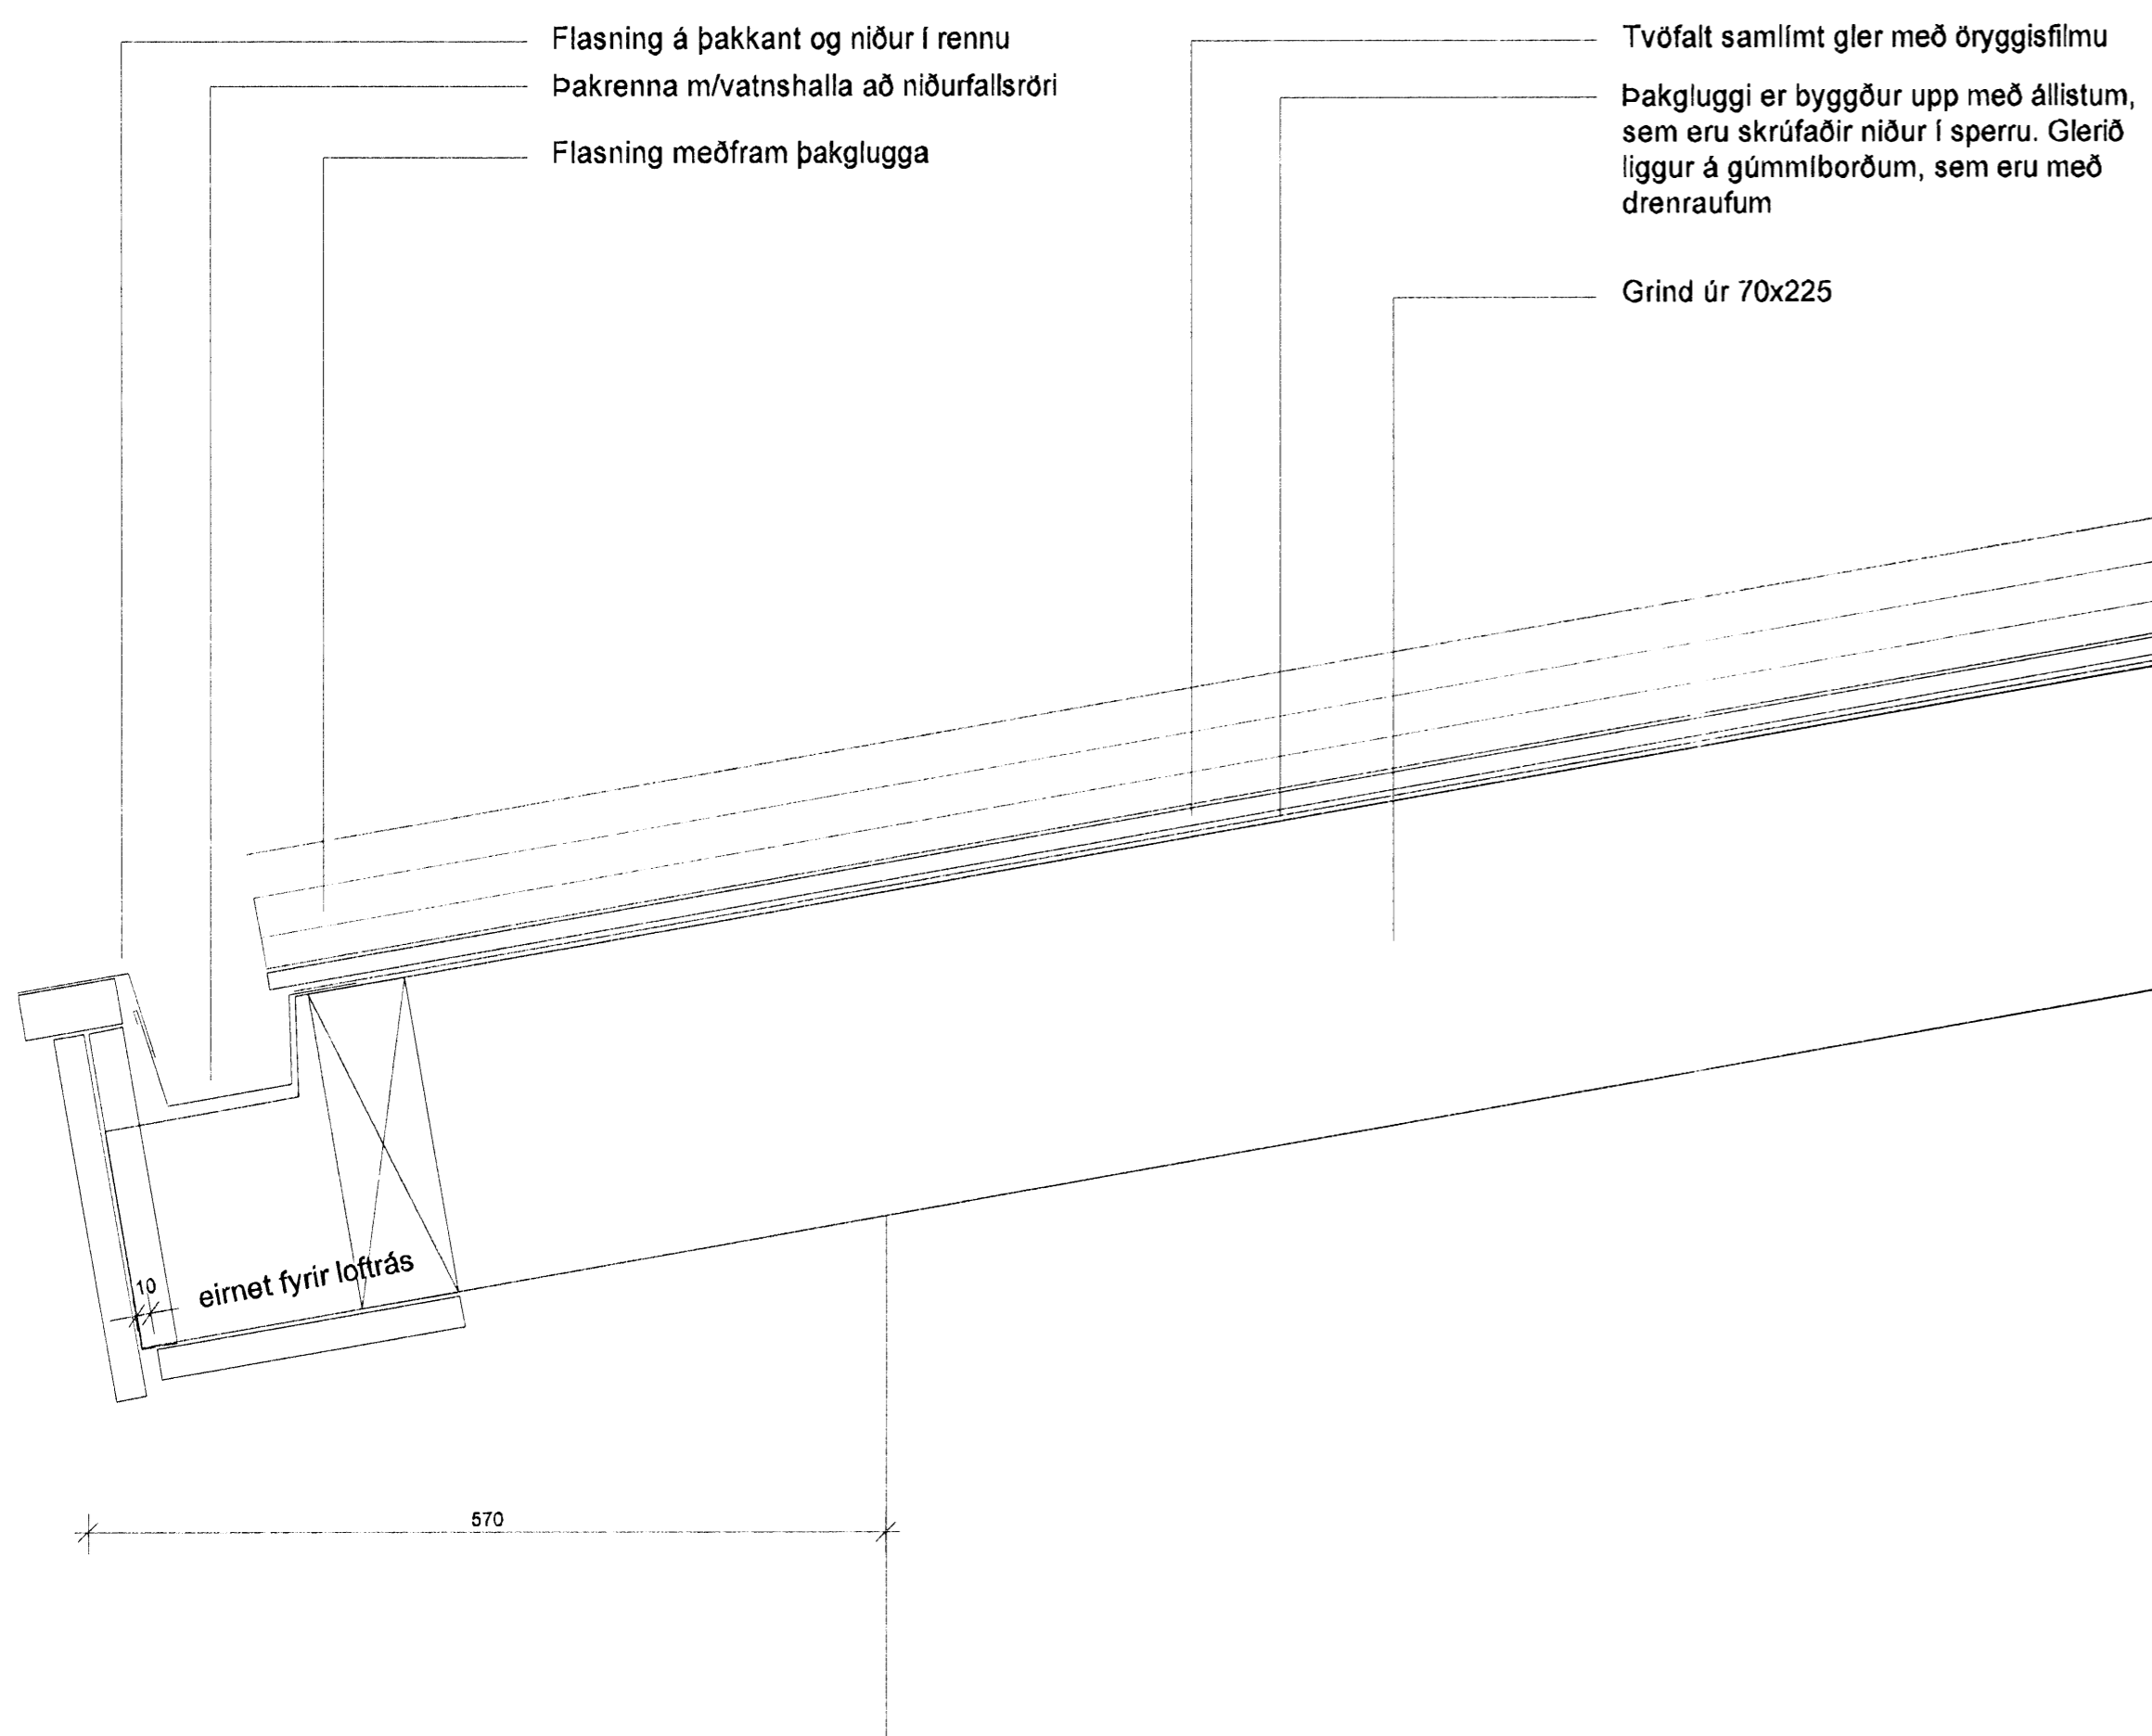 Flasning á þakkant og niður í rennu
Þakrenna m/vatnshalla að niðurfallsröri
Flasning meðfram þakglugga
Tvöfalt samlímt gler með öryggisfilmu
Þakgluggi er byggður upp með állistum,
sem eru skrúfaðir niður í sperru. Glerið
liggur á gúmmíborðum, sem eru með
drenraufum
Grind úr 70x225
10
eirnet fyrir loftrás
570